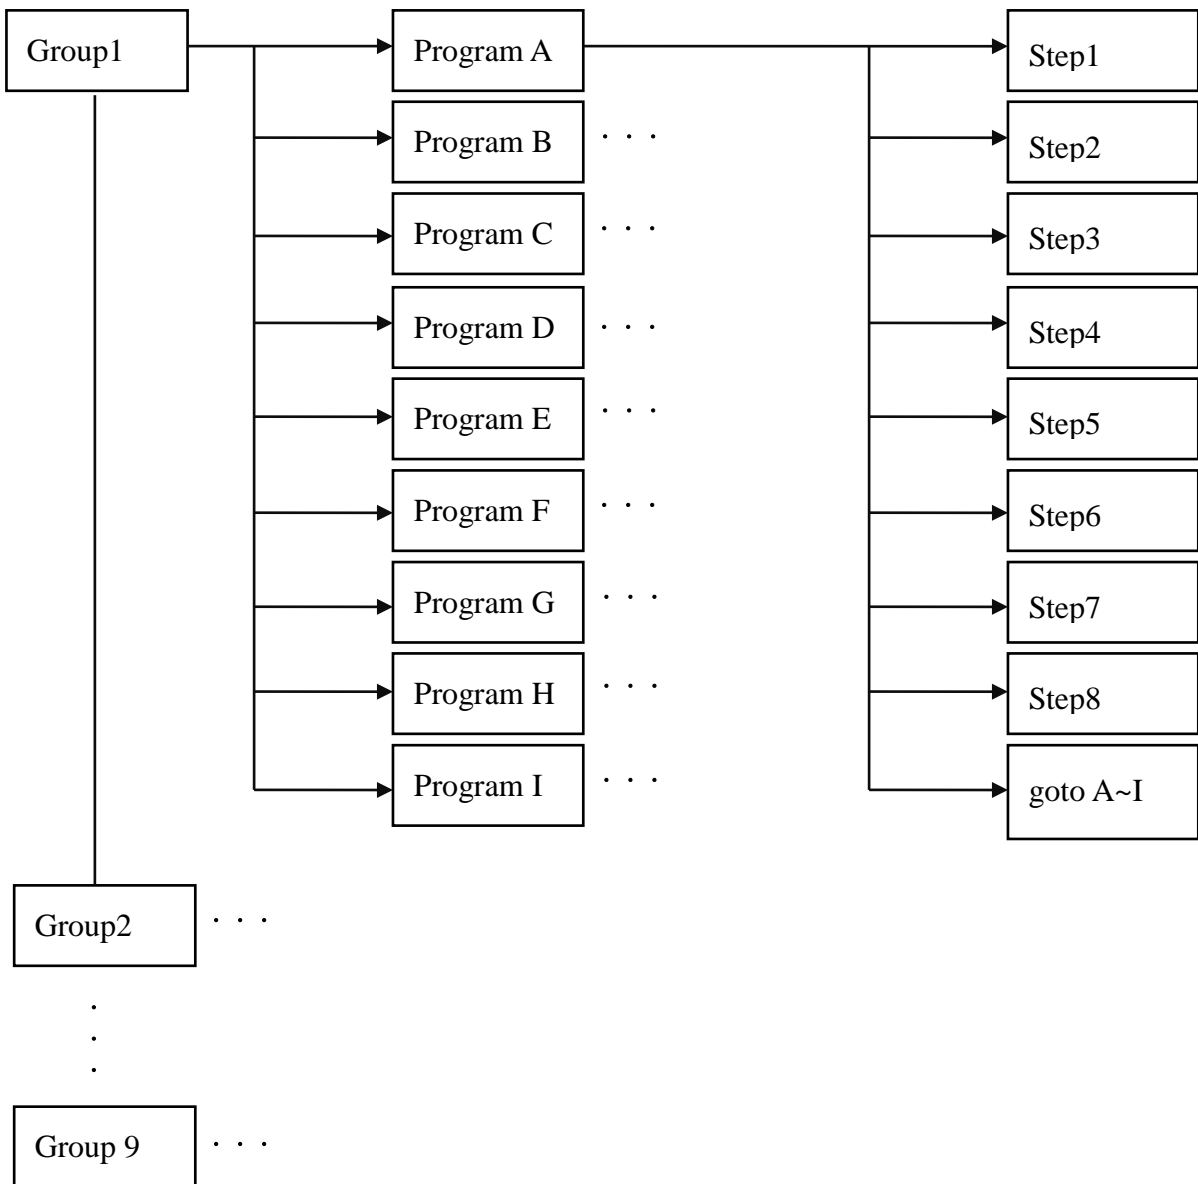 Group1
Program A
Step1
Program B . . .
Step2
Program C . . .
Step3
Program D . . .
Step4
Program E . . .
Step5
Program F . . .
Step6
Program G . . .
Step7
Program H . . .
Step8
Program I . . .
goto A~I
Group2 . . .
.
.
.
Group 9 . . .